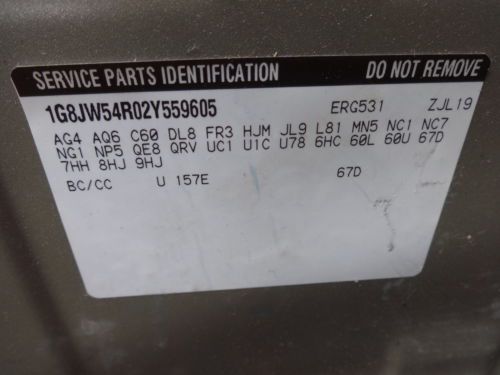 SERVICE PARTS IDENTIFICATION DO NOT REMOVE
1G8JW54R02Y559605 ERG531 ZJL19
AG4 AQ6 C60 DL8 FR3 HJM JL9 L81 MN5 NC1 NC7
NG1 NP5 QE8 QRV UC1 U1C U78 6HC 60L 60U 67D
7HH 8HJ 9HJ
BC/CC U 157E 67D